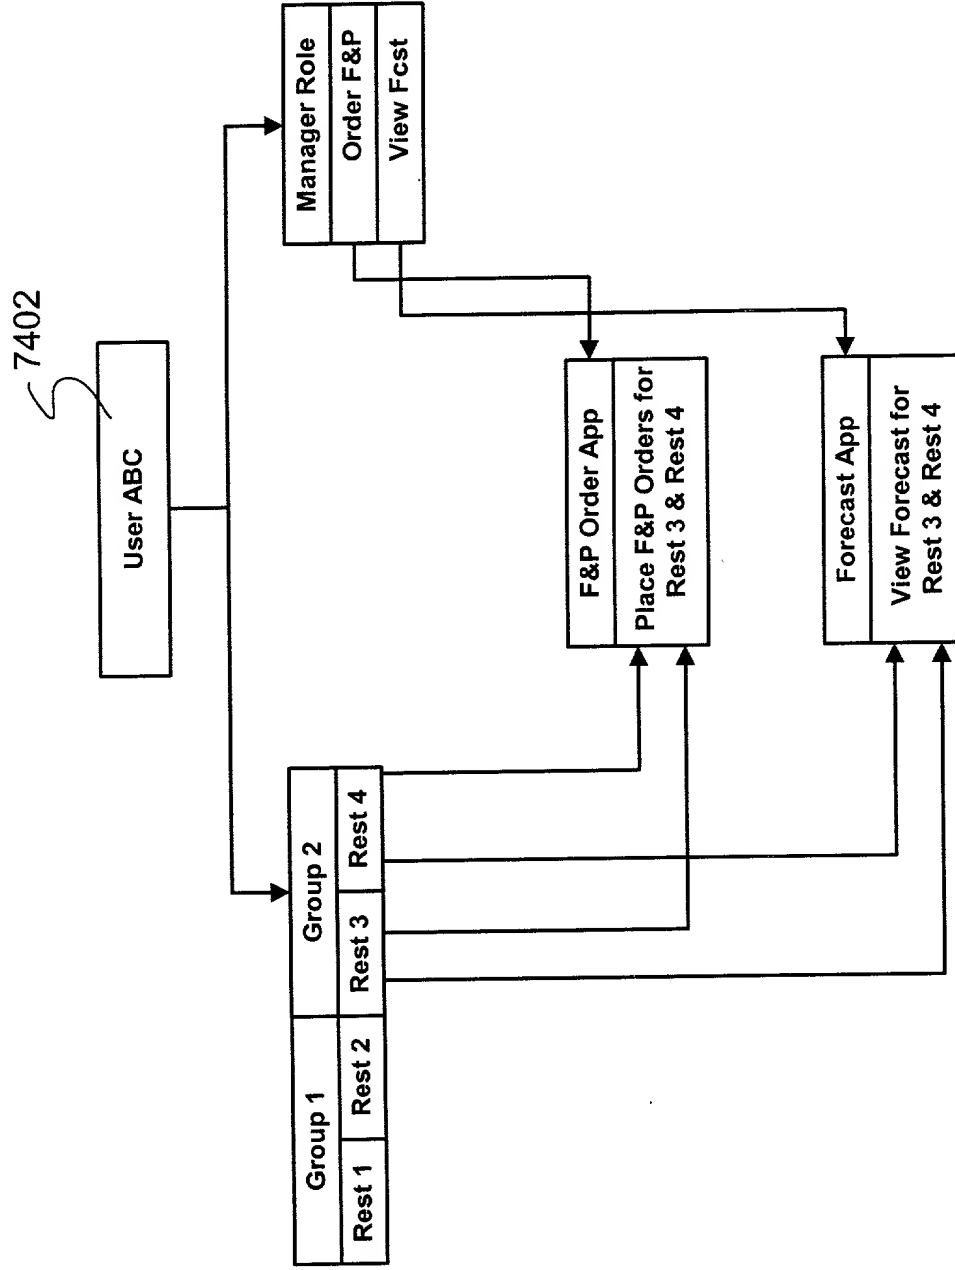 7402
User ABC
Group 1
Group 2
Rest 1
Rest 2
Rest 3
Rest 4
Manager Role
Order F&P
View Fcst
F&P Order App
Place F&P Orders for
Rest 3 & Rest 4
Forecast App
View Forecast for
Rest 3 & Rest 4